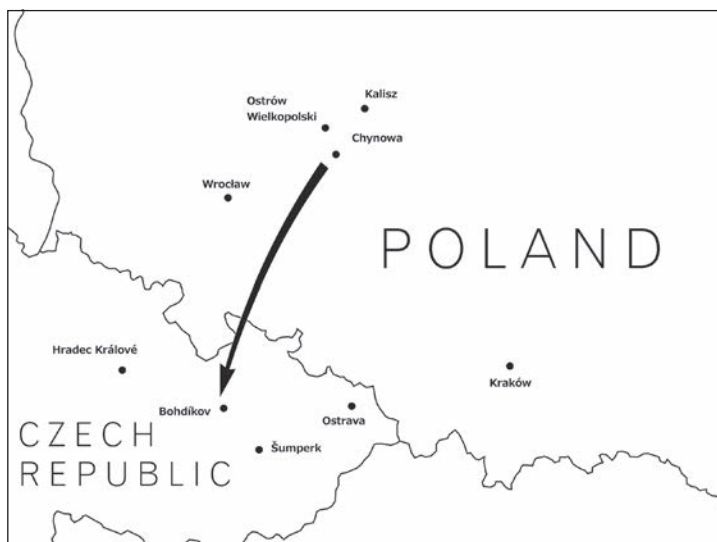 Kalisz
Ostrów
Wielkopolski
Chynowa
Wrocław
POLAND
Hradec Králové
Kraków
Bohdíkov
Ostrava
CZECH
REPUBLIC
Šumperk